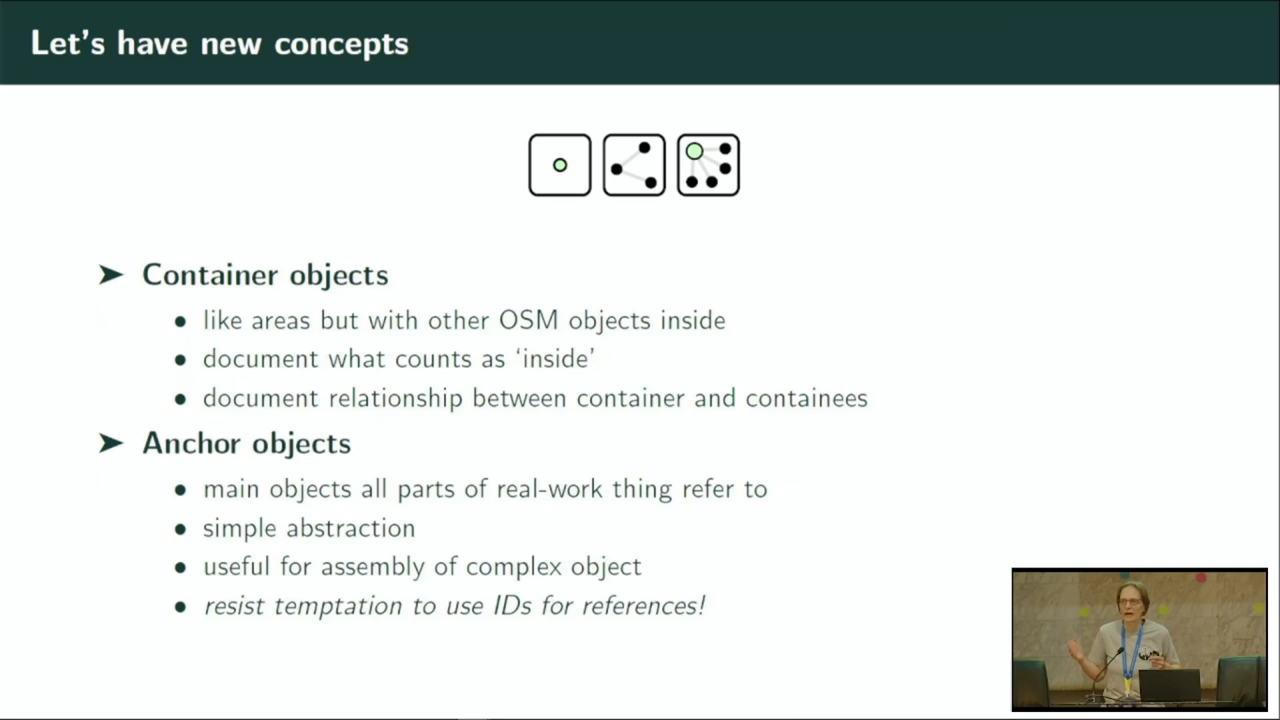 Let's have new concepts
➤ Container objects
• like areas but with other OSM objects inside
• document what counts as ‘inside’
• document relationship between container and containees
➤ Anchor objects
• main objects all parts of real-work thing refer to
• simple abstraction
• useful for assembly of complex object
• resist temptation to use IDs for references!